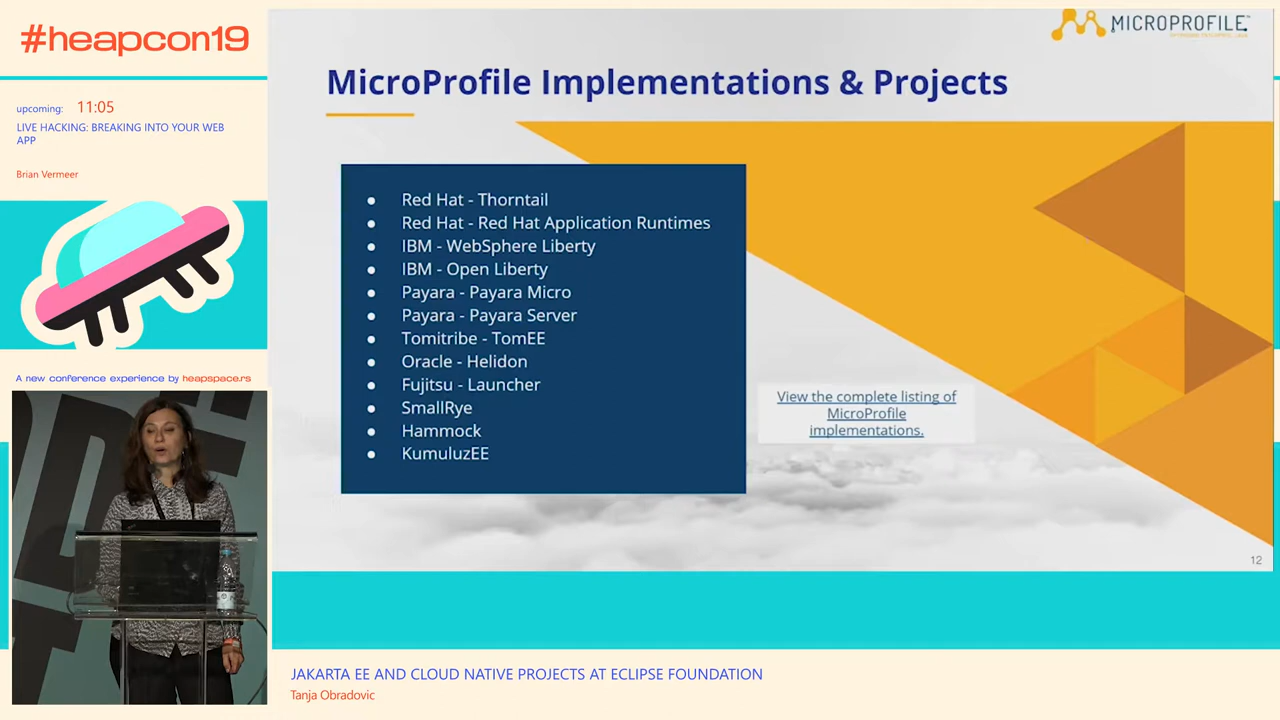 #heapcon19
upcoming: 11:05
LIVE HACKING: BREAKING INTO YOUR WEB
APP
Brian Vermeer
A new conference experience by heapspace.rs
MICROPROFILE
MicroProfile Implementations & Projects
● Red Hat - Thorntail
● Red Hat - Red Hat Application Runtimes
● IBM - WebSphere Liberty
● IBM - Open Liberty
● Payara - Payara Micro
● Payara - Payara Server
● Tomitribe - TomEE
● Oracle - Helidon
● Fujitsu - Launcher
● SmallRye
● Hammock
● KumuluzEE
View the complete listing of
MicroProfile
implementations.
12
JAKARTA EE AND CLOUD NATIVE PROJECTS AT ECLIPSE FOUNDATION
Tanja Obradovic